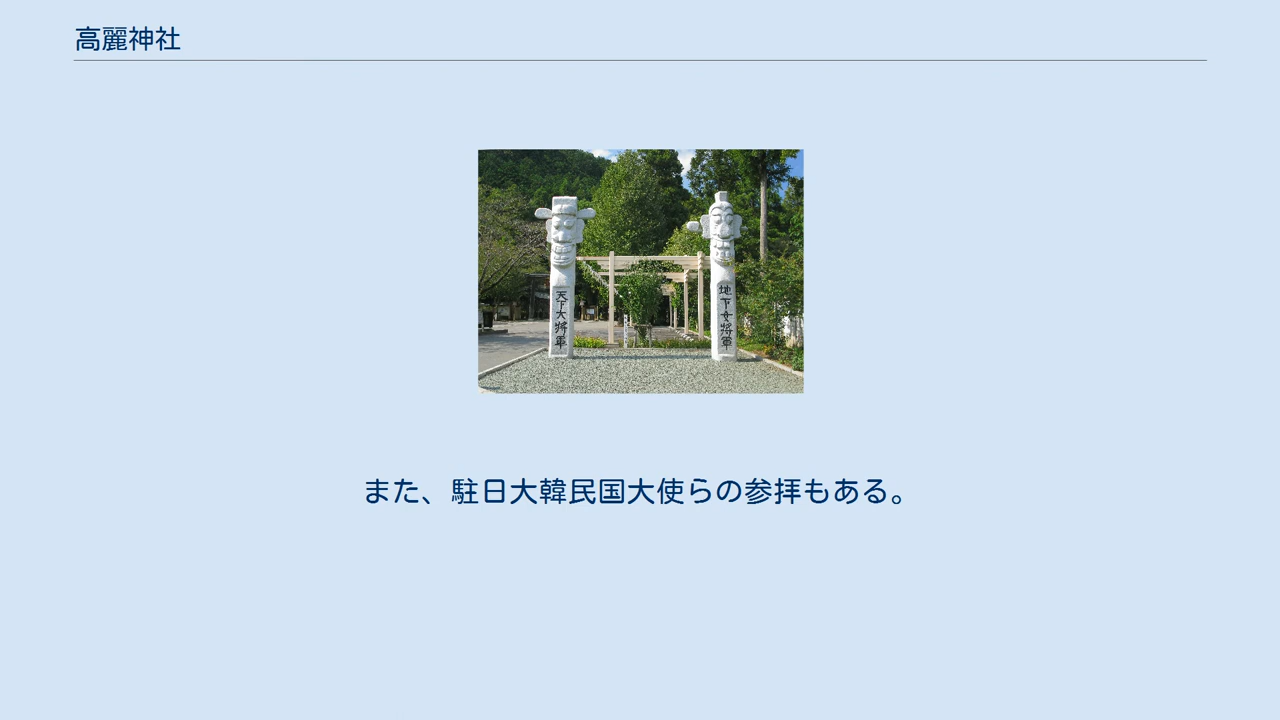 高麗神社
天下大将軍
地下女将軍
また、駐日大韓民国大使らの参拝もある。